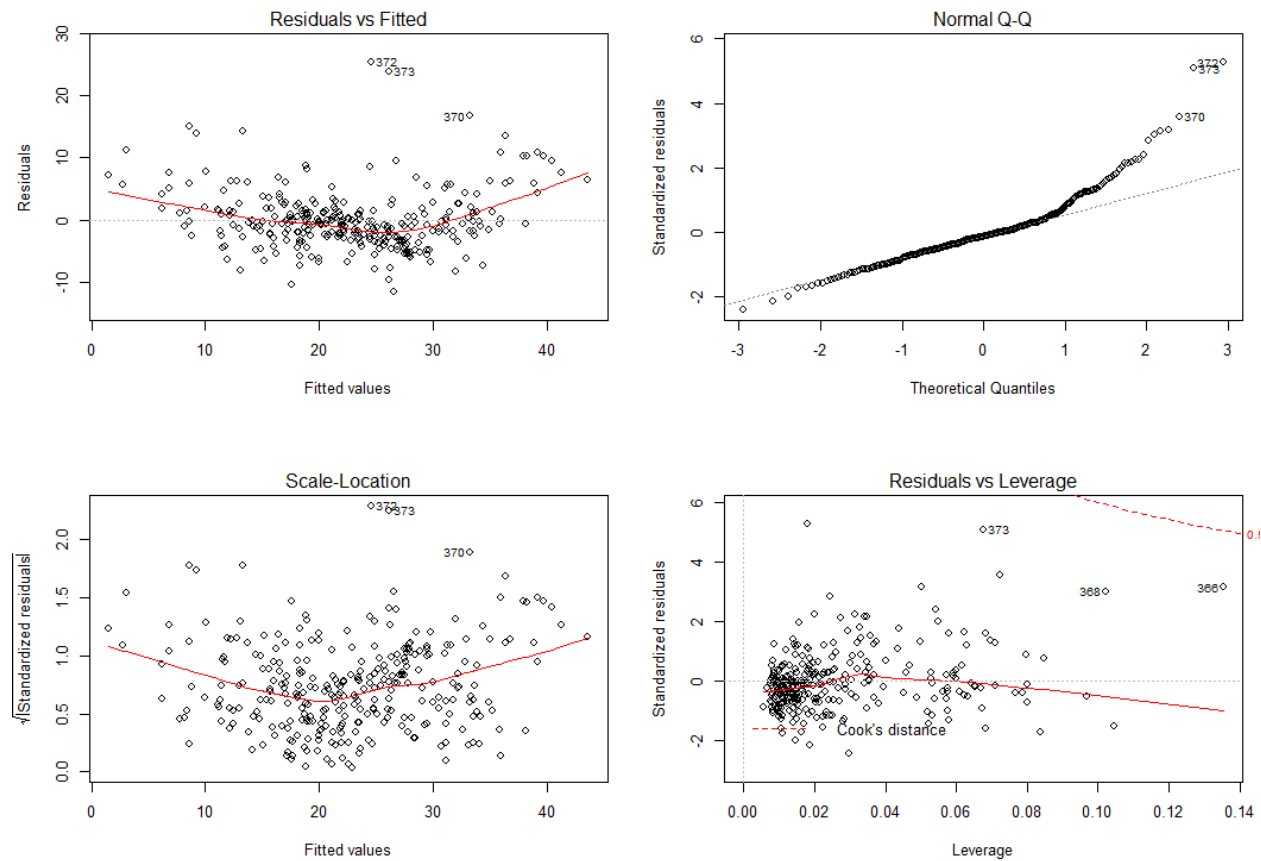 Residuals vs Fitted
30
20
10
0
-10
Residuals
372
373
370
0 10 20 30 40
Fitted values
Normal Q-Q
6
4
2
0
-2
Standardized residuals
372
373
370
-3 -2 -1 0 1 2 3
Theoretical Quantiles
Scale-Location
2.0
1.5
1.0
0.5
0.0
√|Standardized residuals|
372
373
370
0 10 20 30 40
Fitted values
Residuals vs Leverage
6
4
2
0
-2
Standardized residuals
373
368
366
Cook's distance
0.00 0.02 0.04 0.06 0.08 0.10 0.12 0.14
Leverage